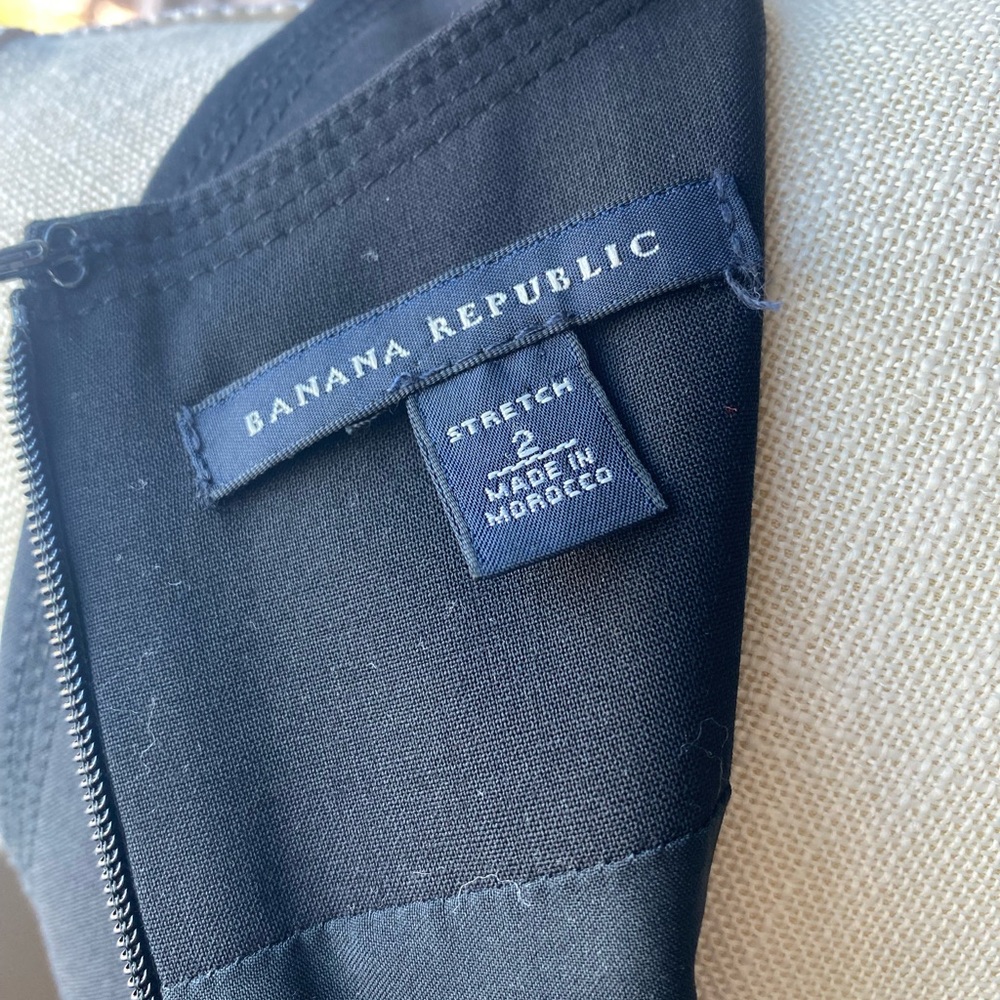 BANANA REPUBLIC
STRETCH
2
MADE IN
MOROCCO